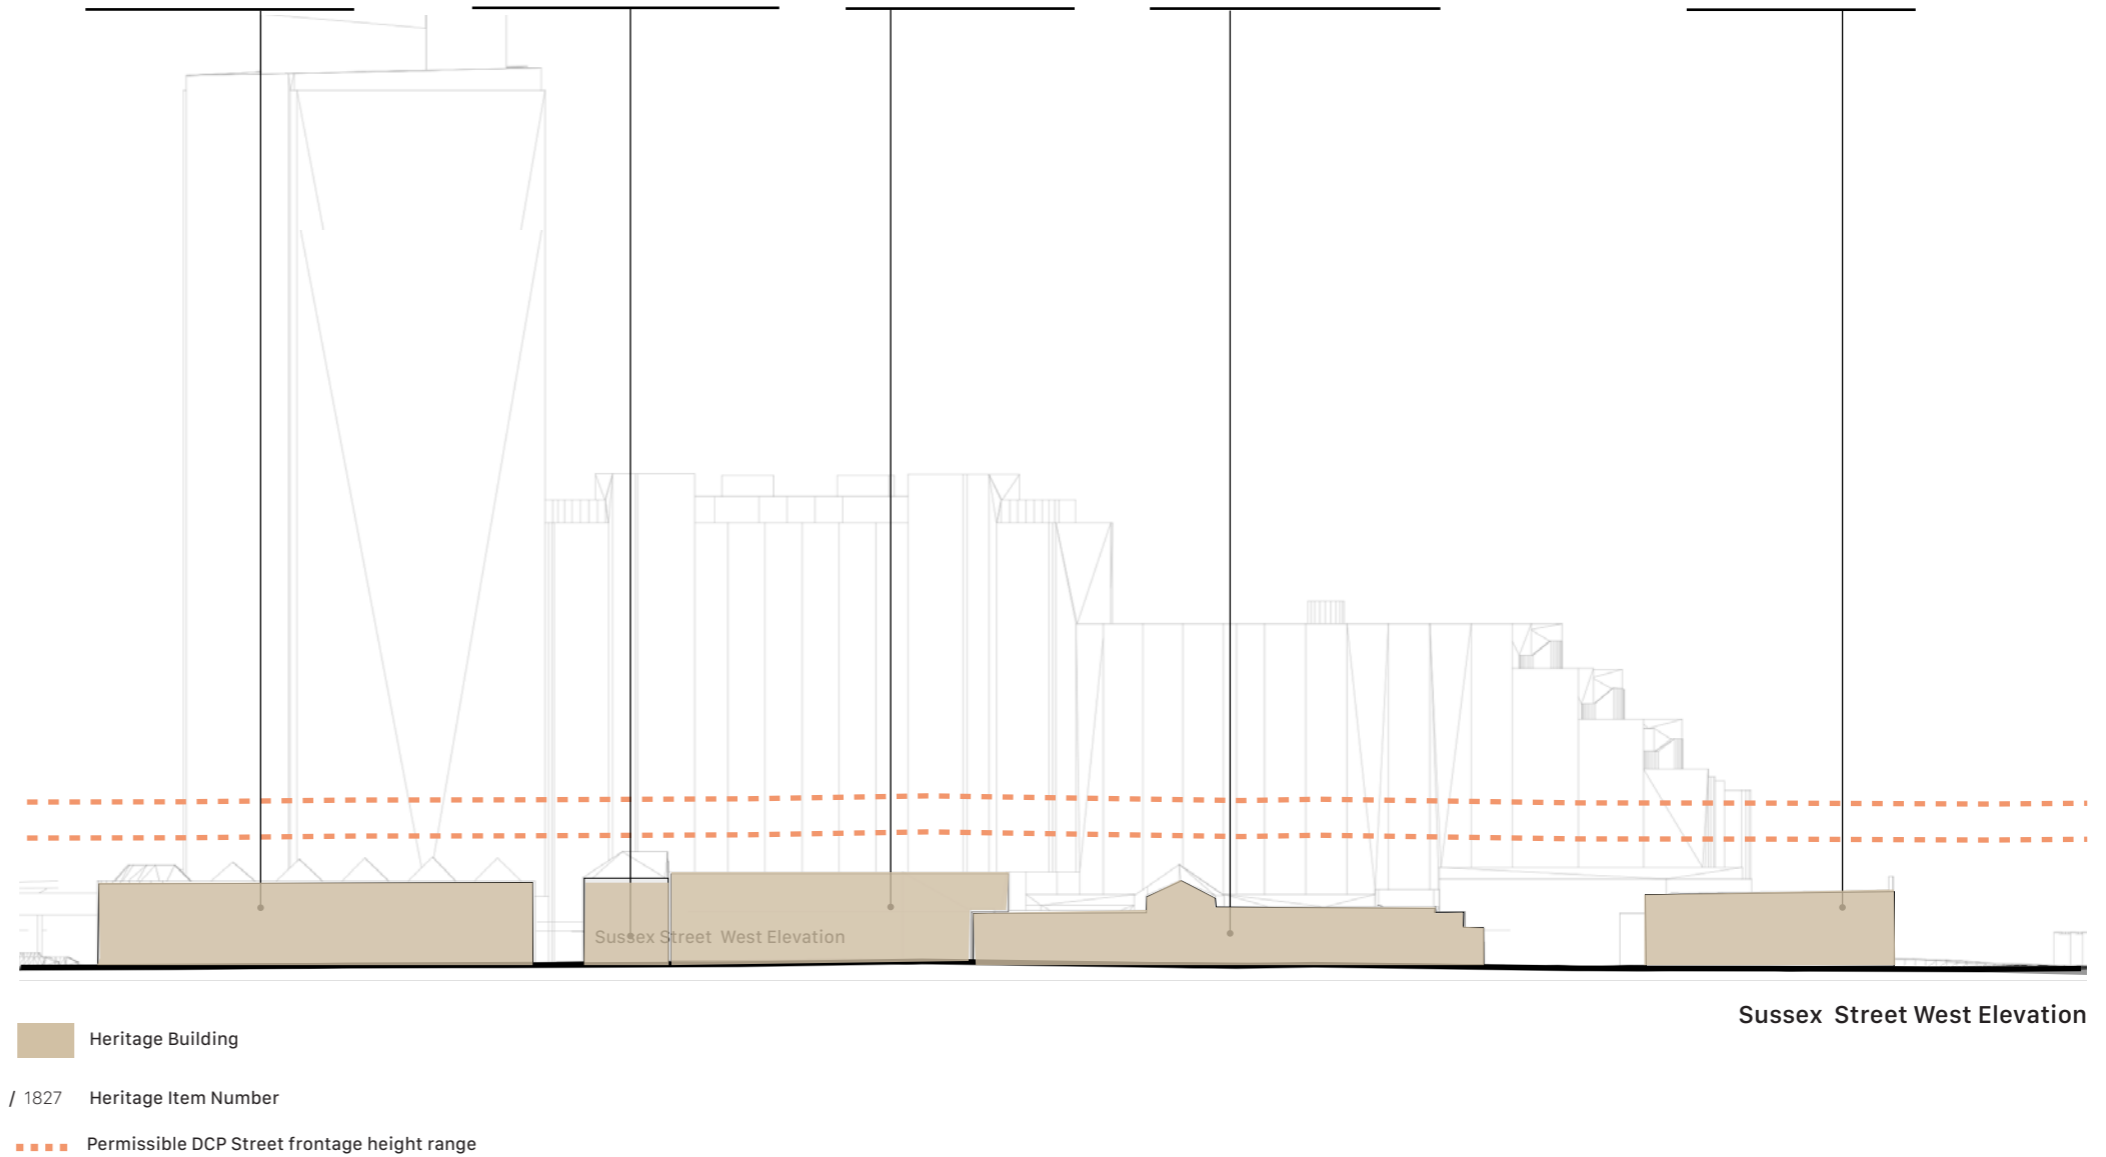 Sussex Street West Elevation
Sussex Street West Elevation
Heritage Building
/ 1827 Heritage Item Number
Permissible DCP Street frontage height range